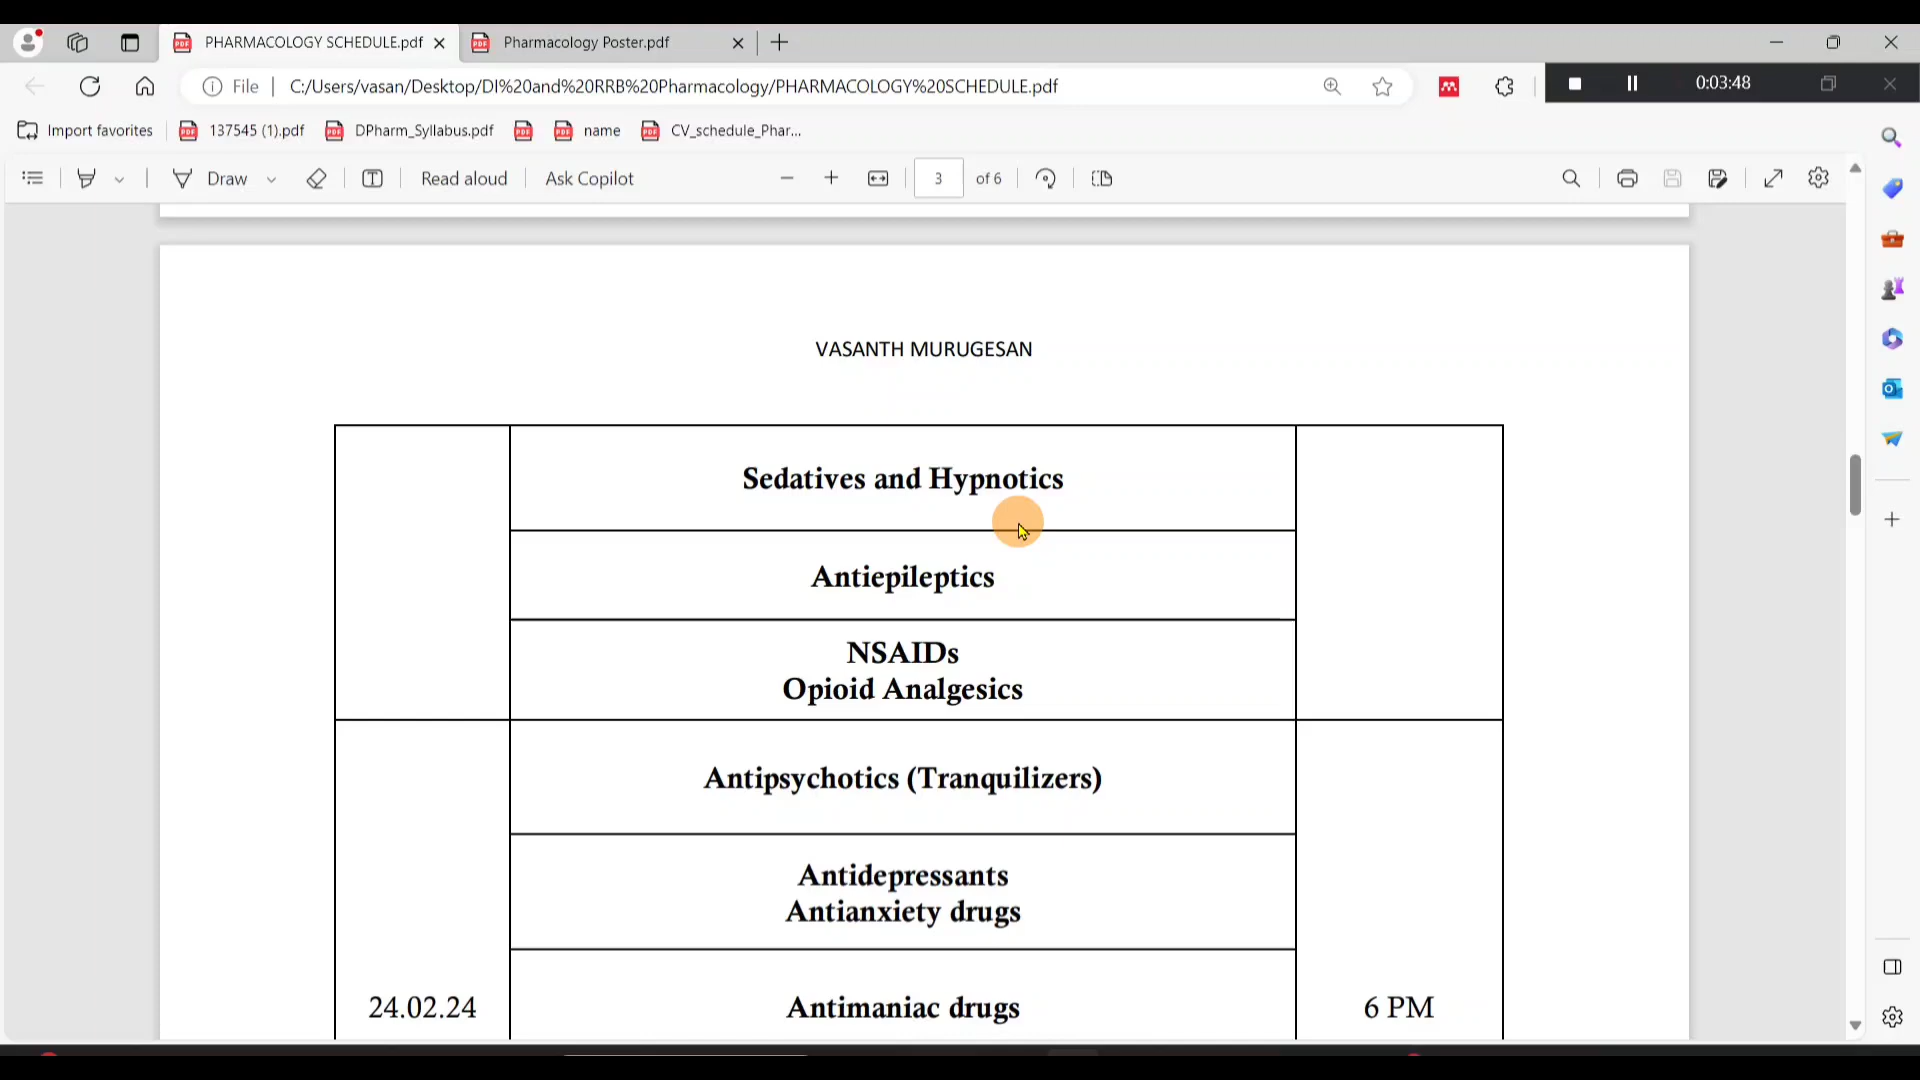 PHARMACOLOGY SCHEDULE.pdf
Pharmacology Poster.pdf
File
C:/Users/vasan/Desktop/DI%20and%20RRB%20Pharmacology/PHARMACOLOGY%20SCHEDULE.pdf
0:03:48
Import favorites
137545 (1).pdf
DPharm_Syllabus.pdf
name
CV_schedule_Phar...
Draw
Read aloud
Ask Copilot
3
of 6
VASANTH MURUGESAN
Sedatives and Hypnotics
Antiepileptics
NSAIDs
Opioid Analgesics
Antipsychotics (Tranquilizers)
Antidepressants
Antianxiety drugs
24.02.24
Antimaniac drugs
6 PM